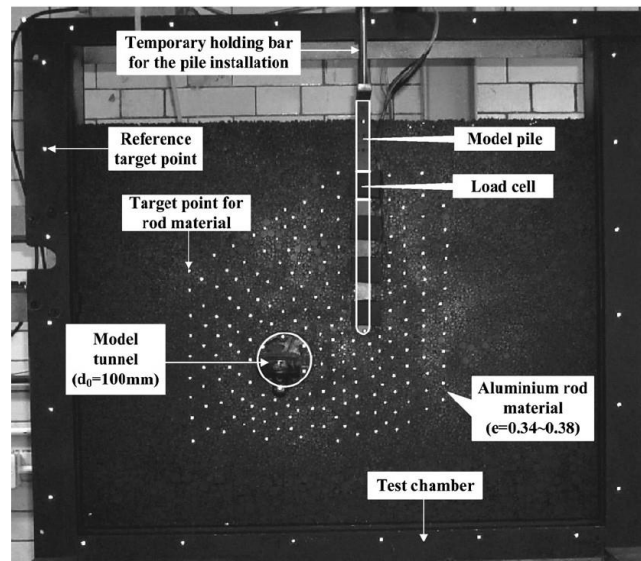 Temporary holding bar
for the pile installation
Reference
target point
Model pile
Load cell
Target point for
rod material
Model
tunnel
(d₀=100mm)
Aluminium rod
material
(e=0.34~0.38)
Test chamber